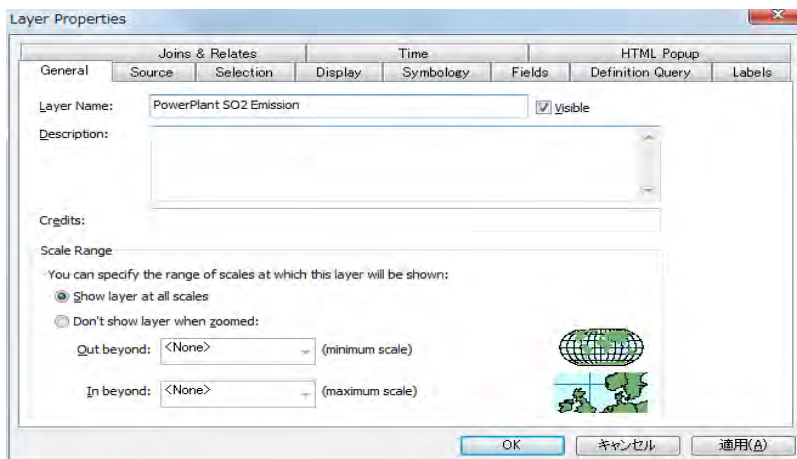 Layer Properties
Joins & Relates Time HTML Popup
General Source Selection Display Symbology Fields Definition Query Labels
Layer Name: PowerPlant SO2 Emission Visible
Description:
Credits:
Scale Range
You can specify the range of scales at which this layer will be shown:
Show layer at all scales
Don't show layer when zoomed:
Out beyond: <None> (minimum scale)
In beyond: <None> (maximum scale)
OK キャンセル 適用(A)